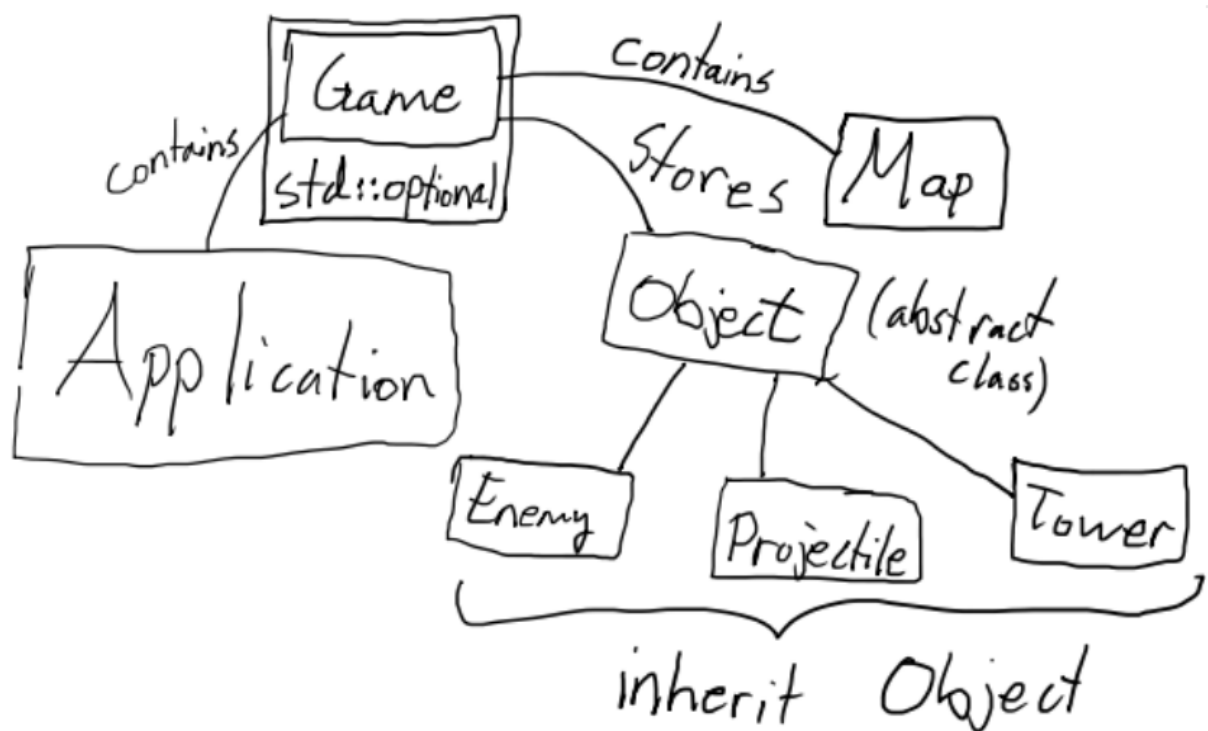 Game
std::optional
contains
contains
Stores
Map
Application
Object
(abstract
class)
Enemy
Projectile
Tower
inherit Object